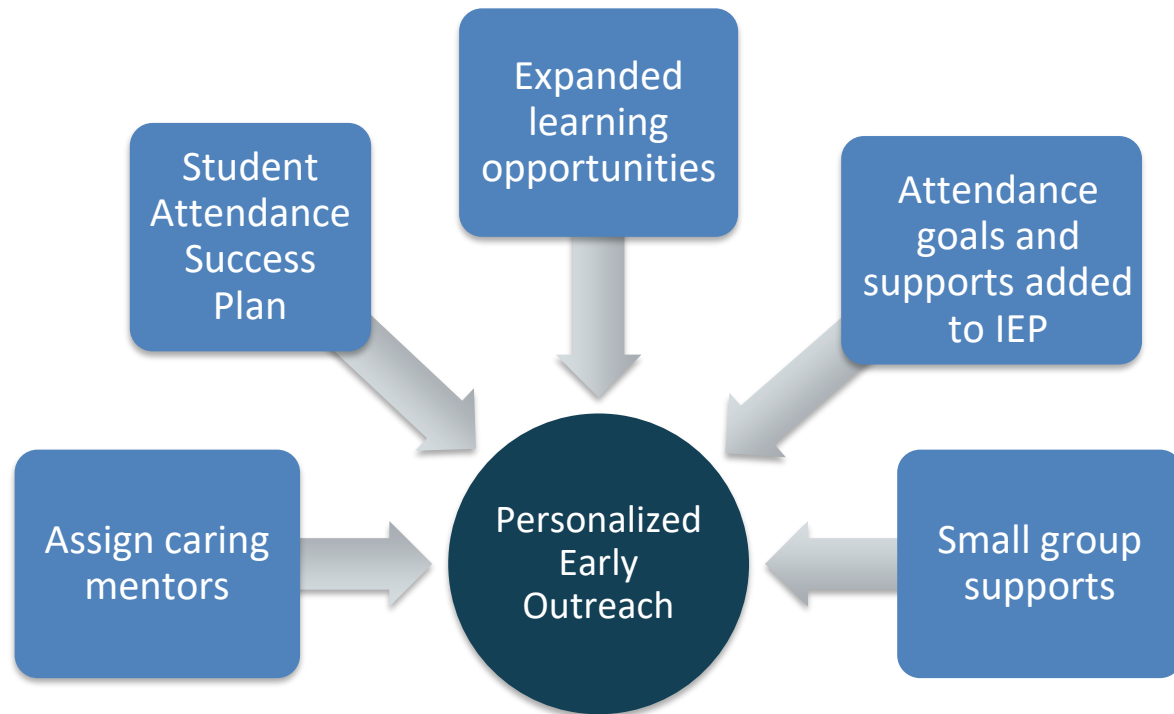 Expanded
learning
opportunities
Student
Attendance
Success
Plan
Attendance
goals and
supports added
to IEP
Assign caring
mentors
Personalized
Early
Outreach
Small group
supports